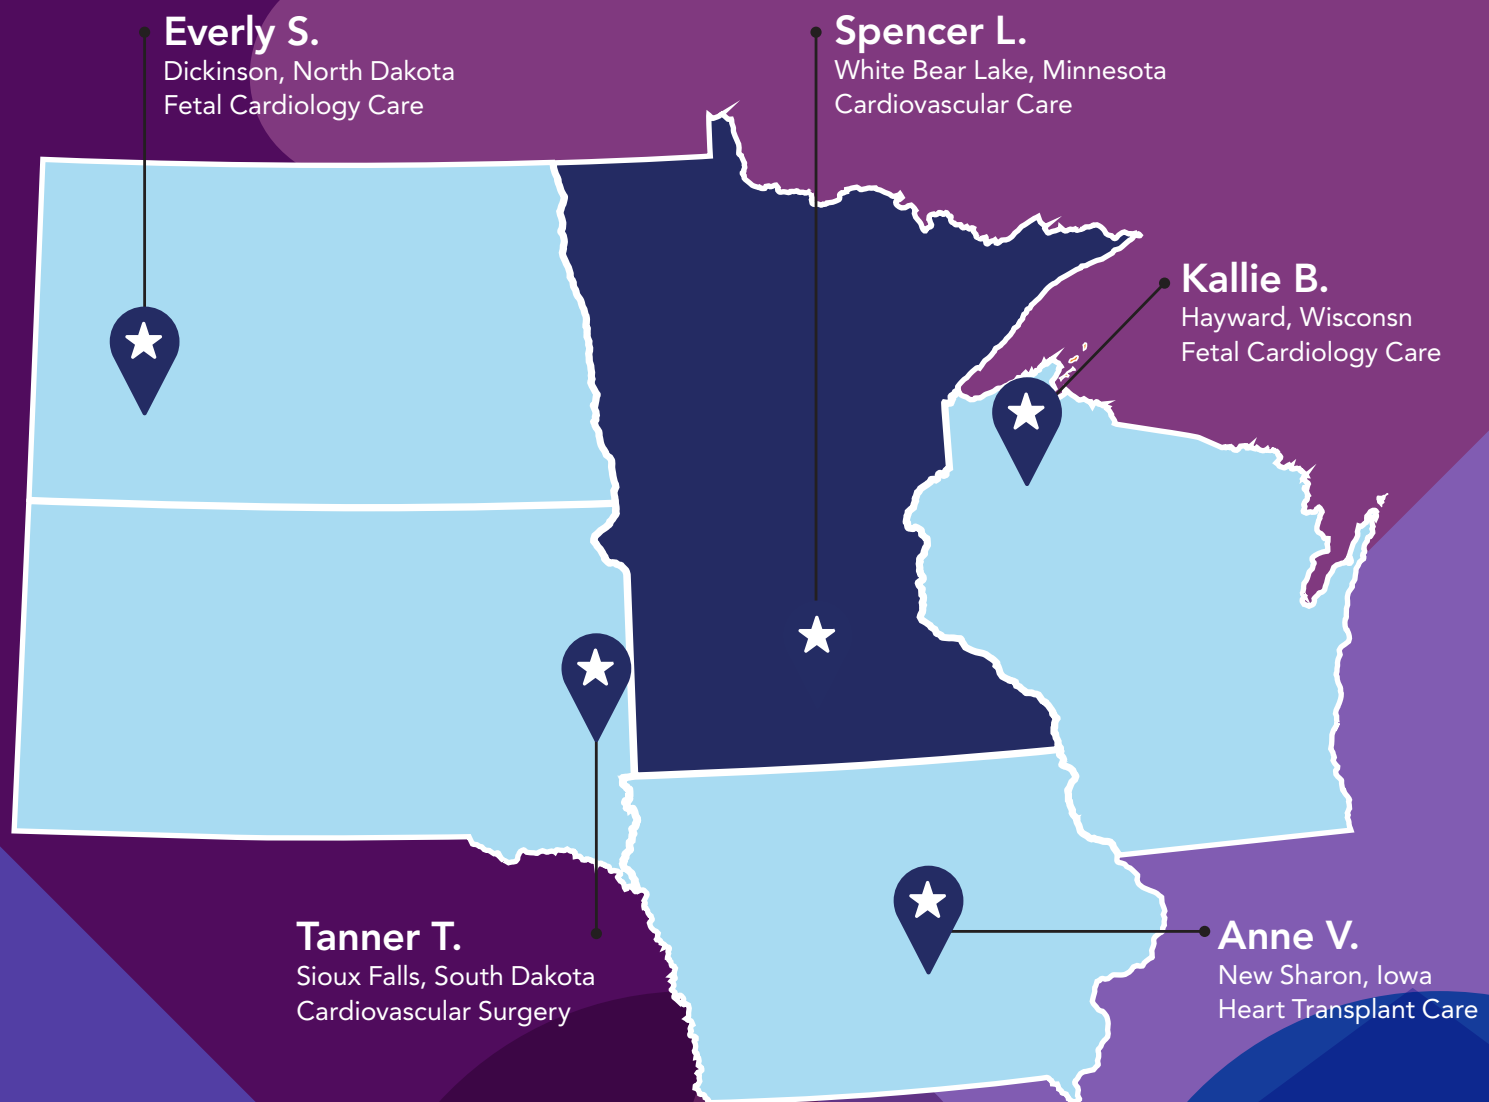 Everly S.
Dickinson, North Dakota
Fetal Cardiology Care
Spencer L.
White Bear Lake, Minnesota
Cardiovascular Care
Kallie B.
Hayward, Wisconsn
Fetal Cardiology Care
Tanner T.
Sioux Falls, South Dakota
Cardiovascular Surgery
Anne V.
New Sharon, Iowa
Heart Transplant Care